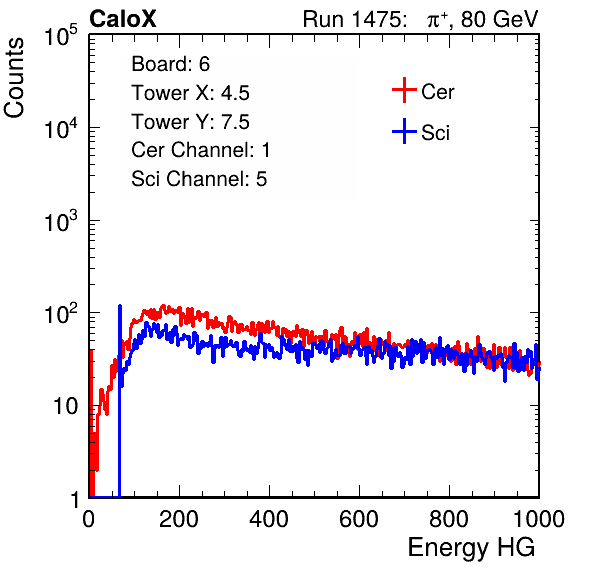 CaloX Run 1475: π⁺, 80 GeV
Counts
10⁵
10⁴
10³
10²
10
1
Board: 6
Tower X: 4.5
Tower Y: 7.5
Cer Channel: 1
Sci Channel: 5
Cer
Sci
0 200 400 600 800 1000
Energy HG